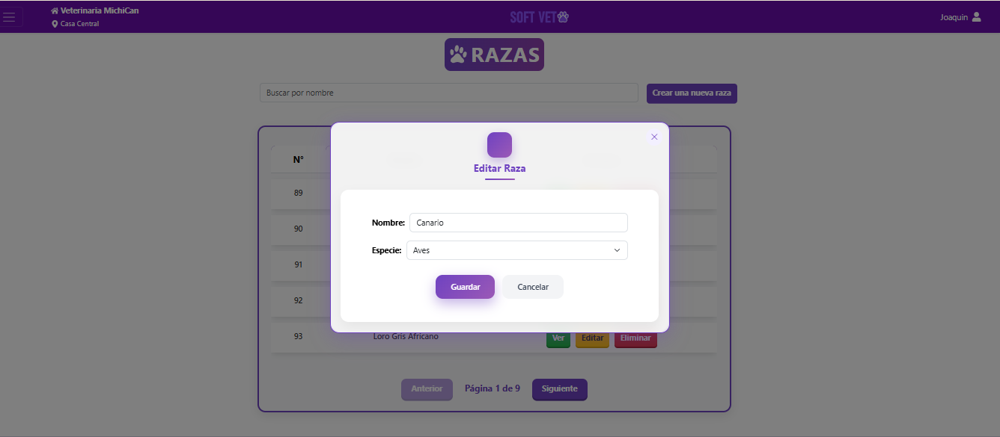 Veterinaria MichiCan
Casa Central
SOFT VET
Joaquin
RAZAS
Buscar por nombre
Crear una nueva raza
N°
89
90
91
92
93
Loro Gris Africano
Ver
Editar
Eliminar
Editar Raza
Nombre:
Canario
Especie:
Aves
Guardar
Cancelar
Anterior
Página 1 de 9
Siguiente